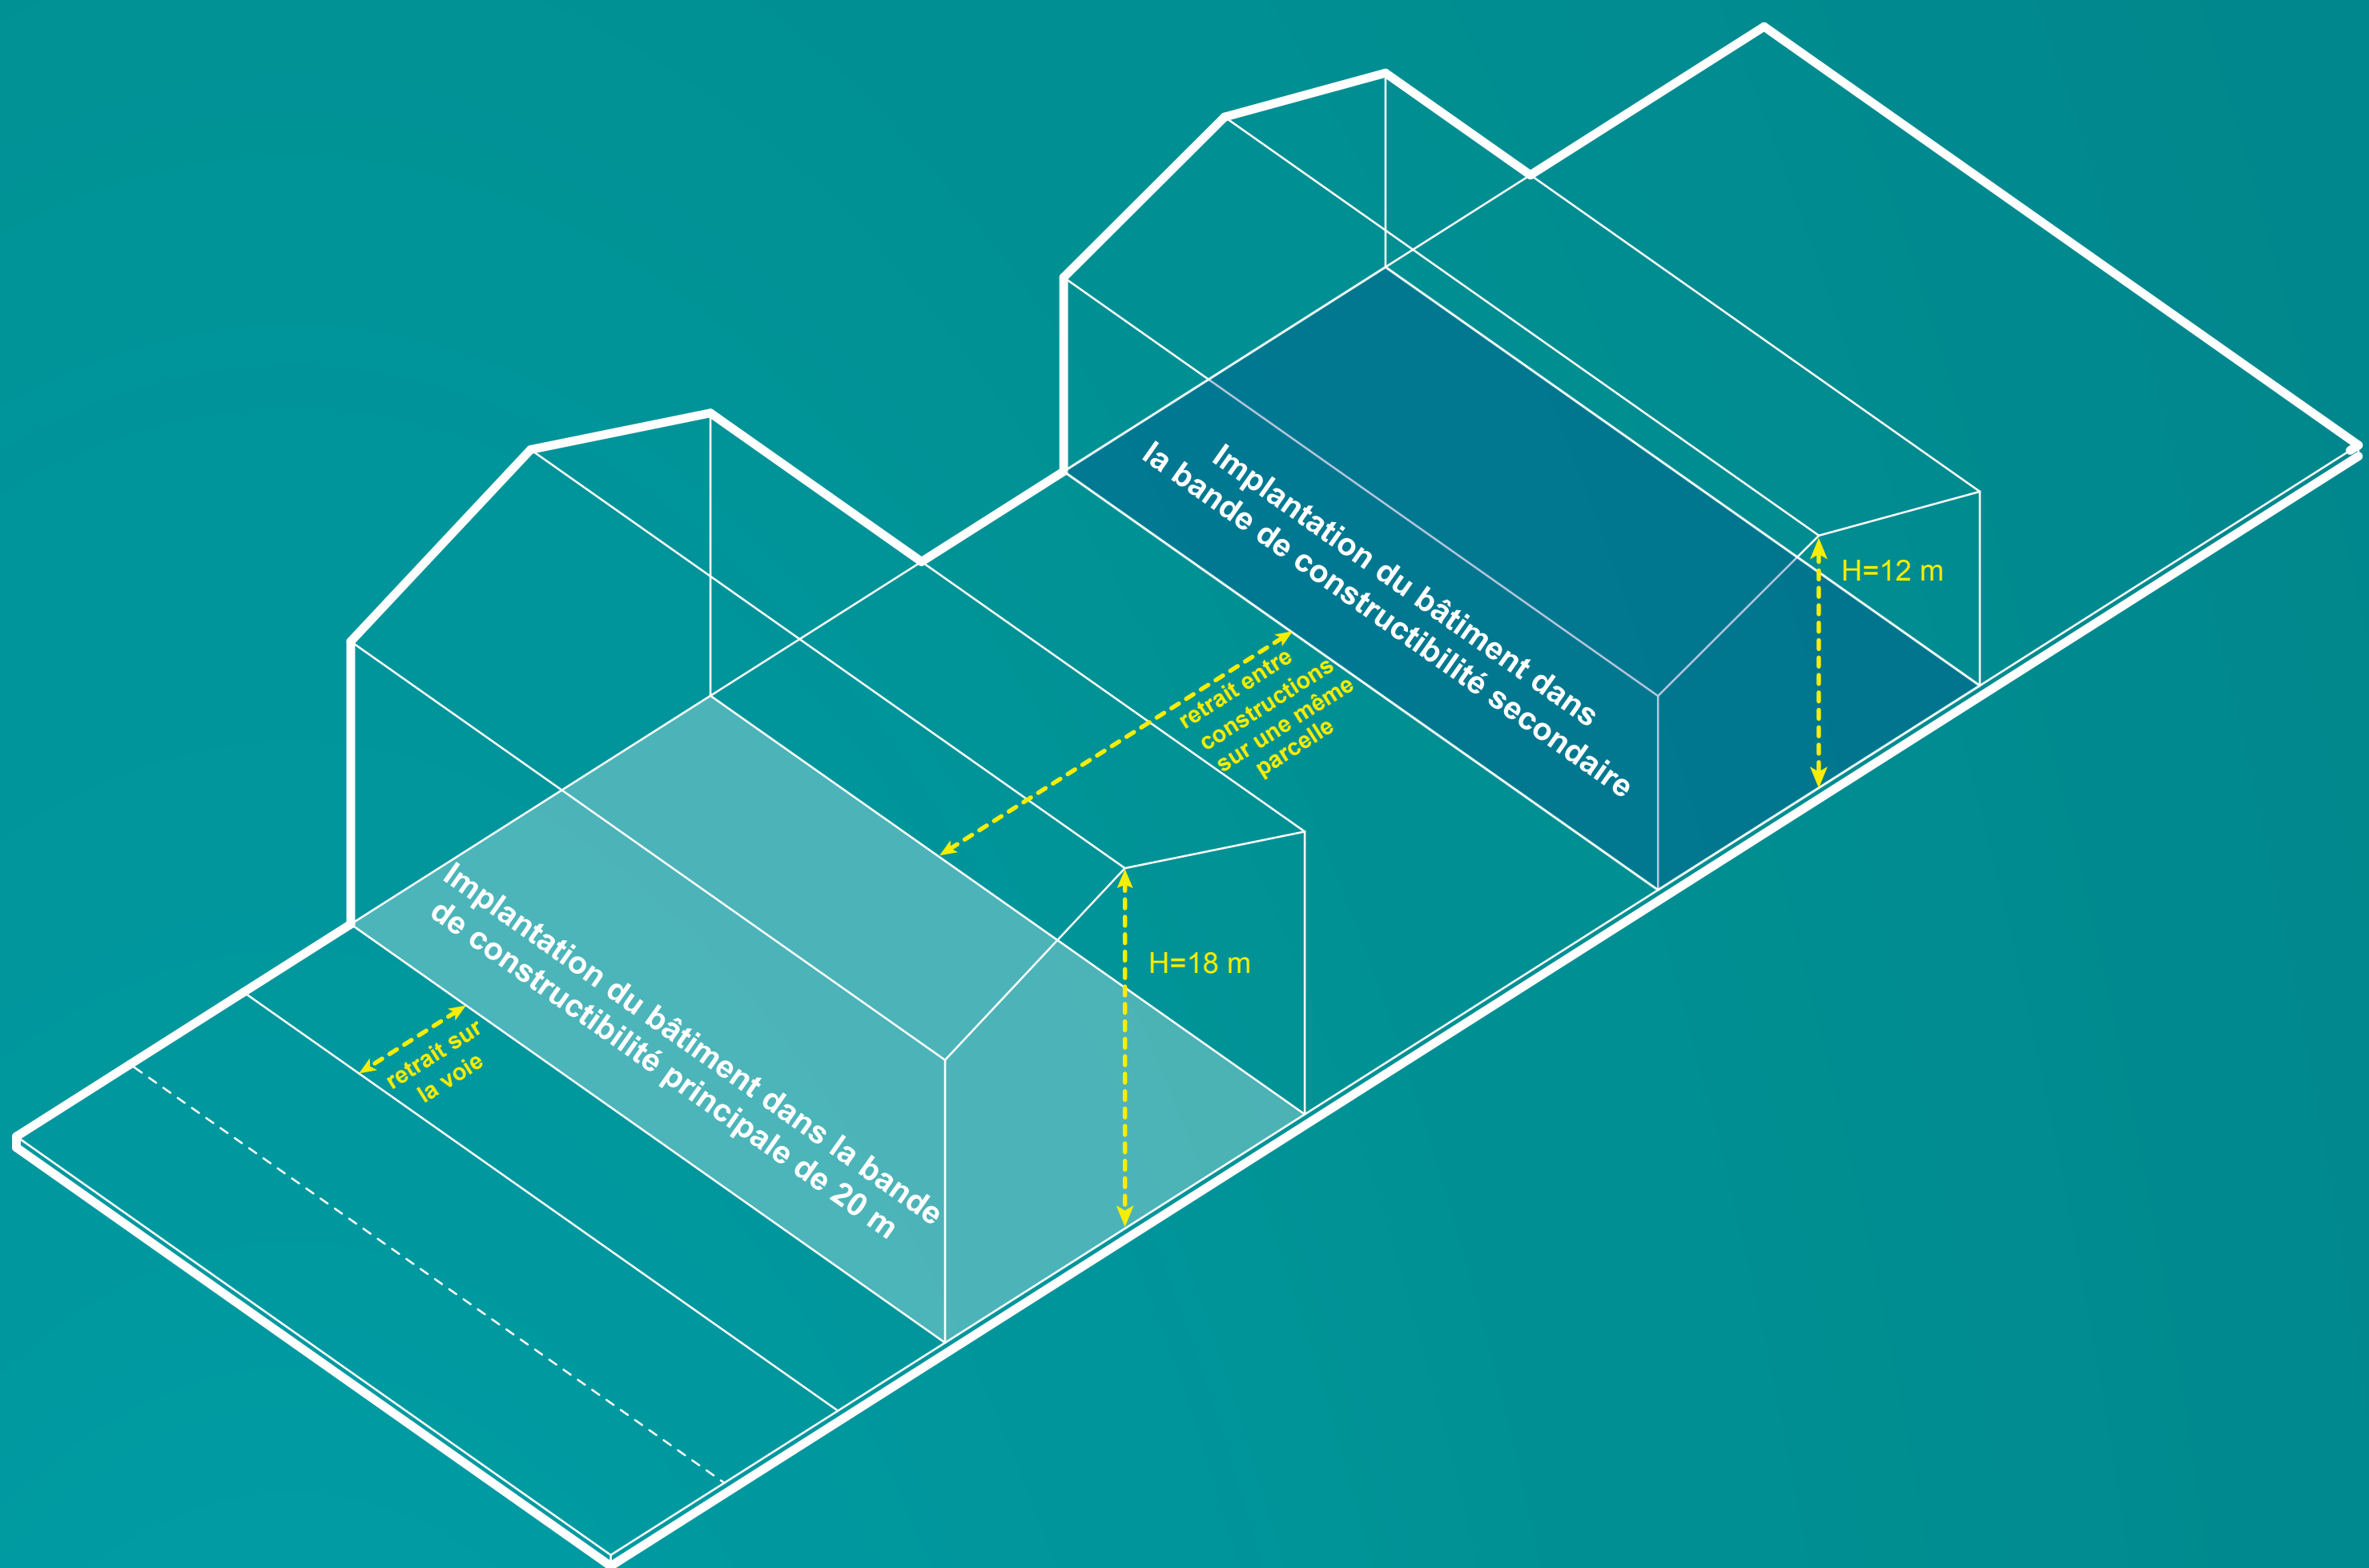 Implantation du bâtiment dans
la bande de constructibilité secondaire
H=12 m
retrait entre
constructions
sur une même
parcelle
Implantation du bâtiment dans la bande
de constructibilité principale de 20 m
H=18 m
retrait sur
la voie